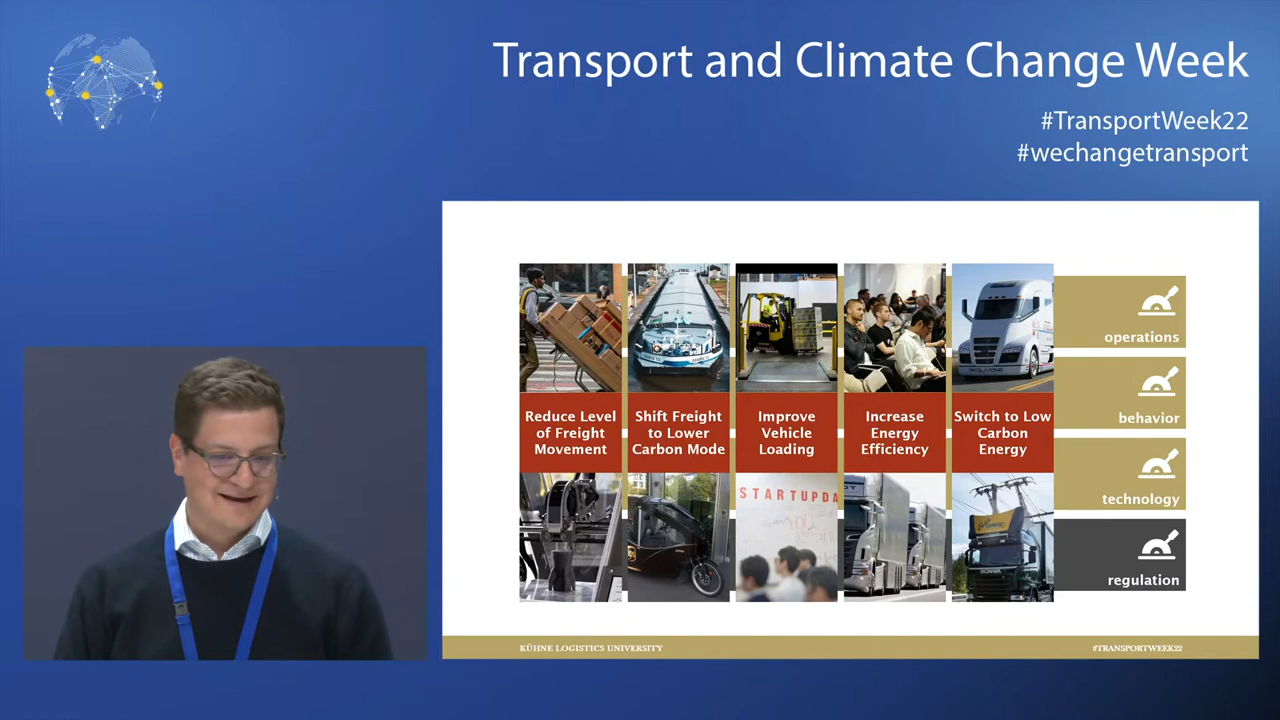 Transport and Climate Change Week
#TransportWeek22
#wechangetransport
operations
behavior
Reduce Level
of Freight
Movement
Shift Freight
to Lower
Carbon Mode
Improve
Vehicle
Loading
Increase
Energy
Efficiency
Switch to Low
Carbon
Energy
technology
regulation
STARTUPDA
SCANIA
KÜHNE LOGISTICS UNIVERSITY
#TRANSPORTWEEK22